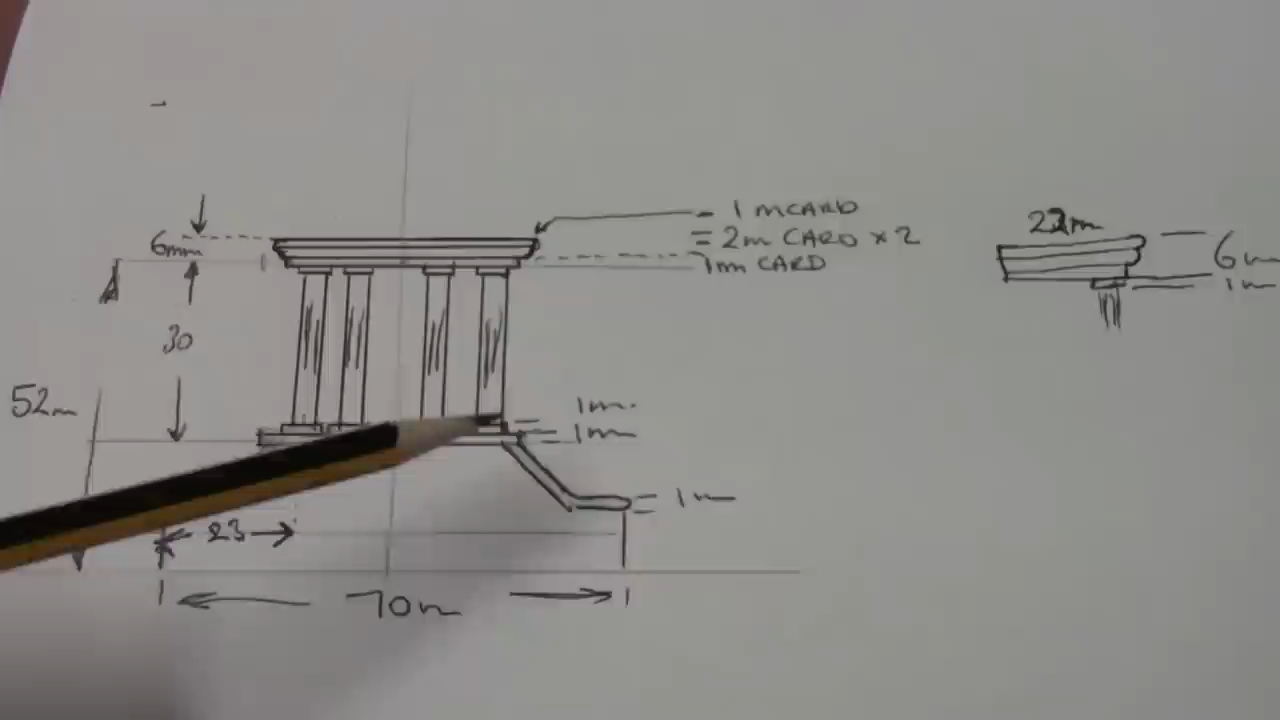 1 mCARD
= 2m CARD x 2
1m CARD
6mm
30
52m
1m.
1m
1m
23
70m
22m
6m
1m